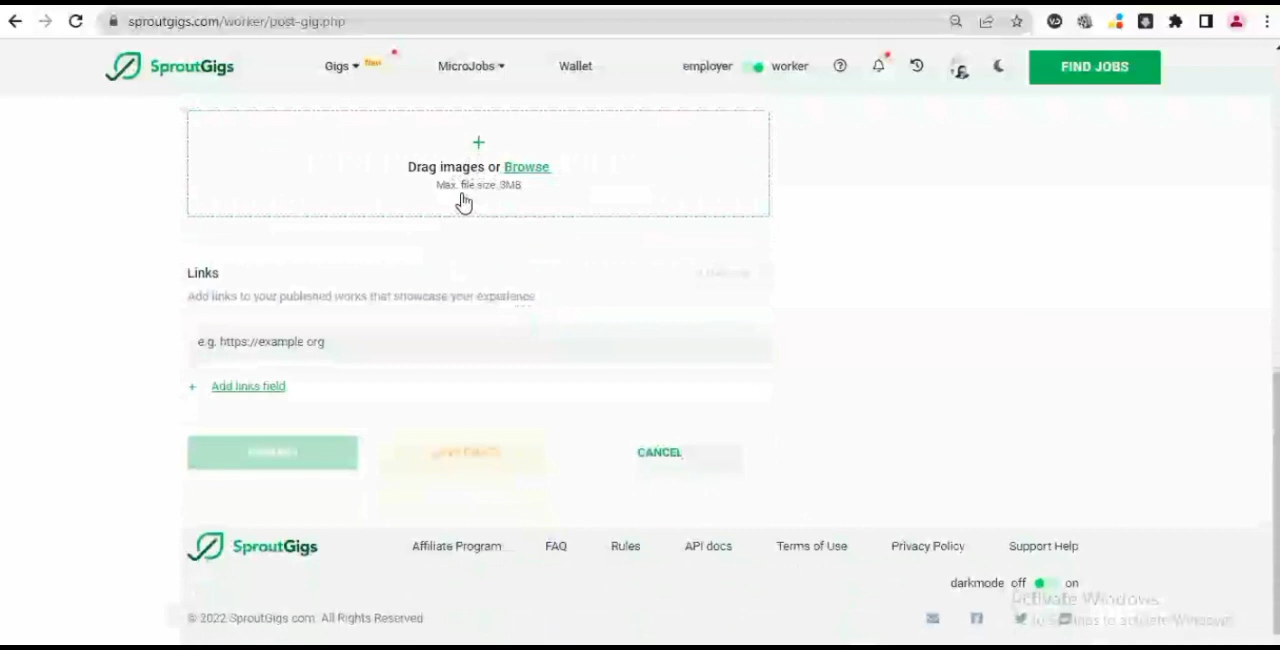 sproutgigs.com/worker/post-gig.php
SproutGigs Gigs New MicroJobs Wallet employer worker FIND JOBS
+
Drag images or Browse
Max. file size 3MB
Links
Add links to your published works that showcase your experience
e.g. https://example.org
+ Add links field
CANCEL
SproutGigs Affiliate Program FAQ Rules API docs Terms of Use Privacy Policy Support Help
darkmode off on
Activate Windows
© 2022 SproutGigs.com. All Rights Reserved
to activate Windows.